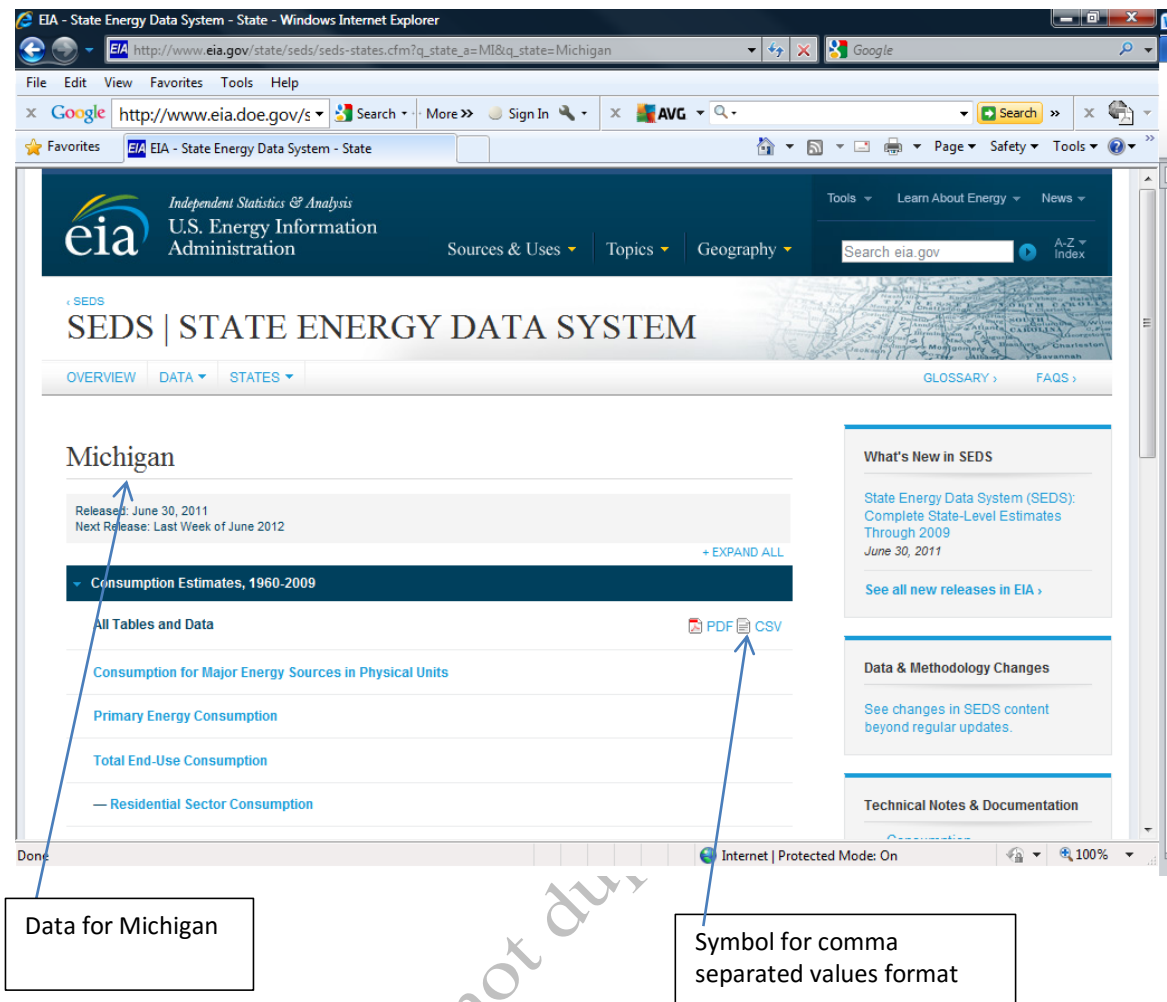 EIA - State Energy Data System - State - Windows Internet Explorer
http://www.eia.gov/state/seds/seds-states.cfm?q_state_a=MI&q_state=Michigan
Google
File Edit View Favorites Tools Help
x Google http://www.eia.doe.gov/s Search More >> Sign In x AVG Search >> x
Favorites EIA EIA - State Energy Data System - State Page Safety Tools >>
eia
Independent Statistics & Analysis
U.S. Energy Information
Administration
Sources & Uses Topics Geography
Tools Learn About Energy News
Search eia.gov
A-Z
Index
‹ SEDS
SEDS | STATE ENERGY DATA SYSTEM
OVERVIEW DATA STATES GLOSSARY › FAQS ›
Michigan
Released: June 30, 2011
Next Release: Last Week of June 2012
+ EXPAND ALL
Consumption Estimates, 1960-2009
All Tables and Data PDF CSV
Consumption for Major Energy Sources in Physical Units
Primary Energy Consumption
Total End-Use Consumption
— Residential Sector Consumption
What's New in SEDS
State Energy Data System (SEDS):
Complete State-Level Estimates
Through 2009
June 30, 2011
See all new releases in EIA ›
Data & Methodology Changes
See changes in SEDS content
beyond regular updates.
Technical Notes & Documentation
Done Internet | Protected Mode: On 100%
Data for Michigan
Symbol for comma
separated values format
not